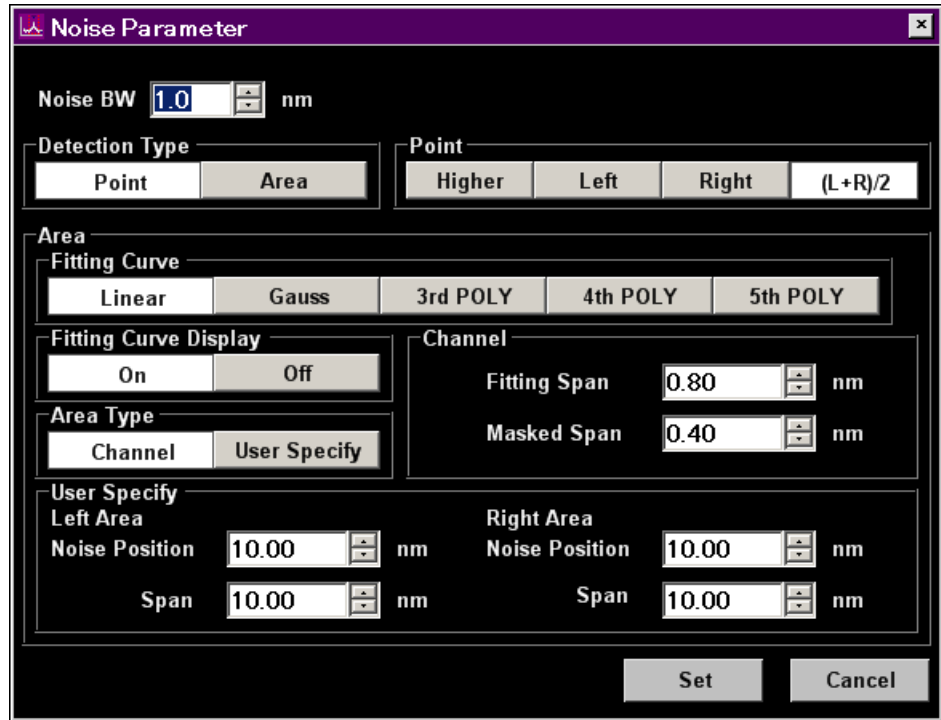 Noise Parameter
Noise BW 1.0 nm
Detection Type
Point Area
Point
Higher Left Right (L+R)/2
Area
Fitting Curve
Linear Gauss 3rd POLY 4th POLY 5th POLY
Fitting Curve Display
On Off
Area Type
Channel User Specify
Channel
Fitting Span 0.80 nm
Masked Span 0.40 nm
User Specify
Left Area
Noise Position 10.00 nm
Span 10.00 nm
Right Area
Noise Position 10.00 nm
Span 10.00 nm
Set Cancel